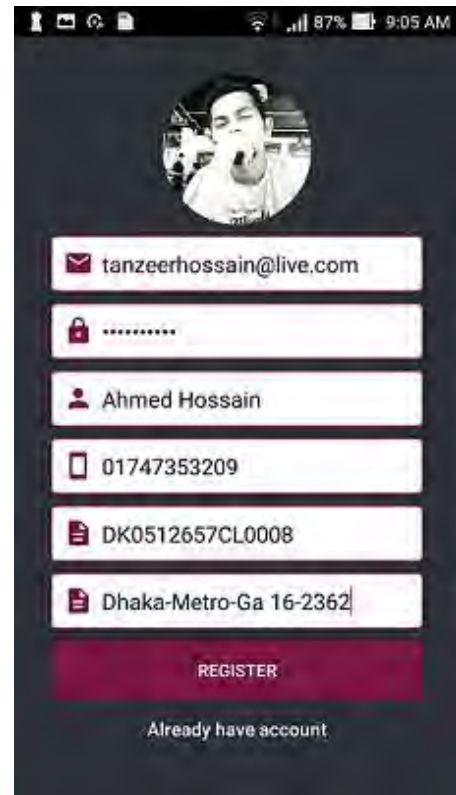 87% 9:05 AM
tanzeerhossain@live.com
••••••••••
Ahmed Hossain
01747353209
DK0512657CL0008
Dhaka-Metro-Ga 16-2362
REGISTER
Already have account